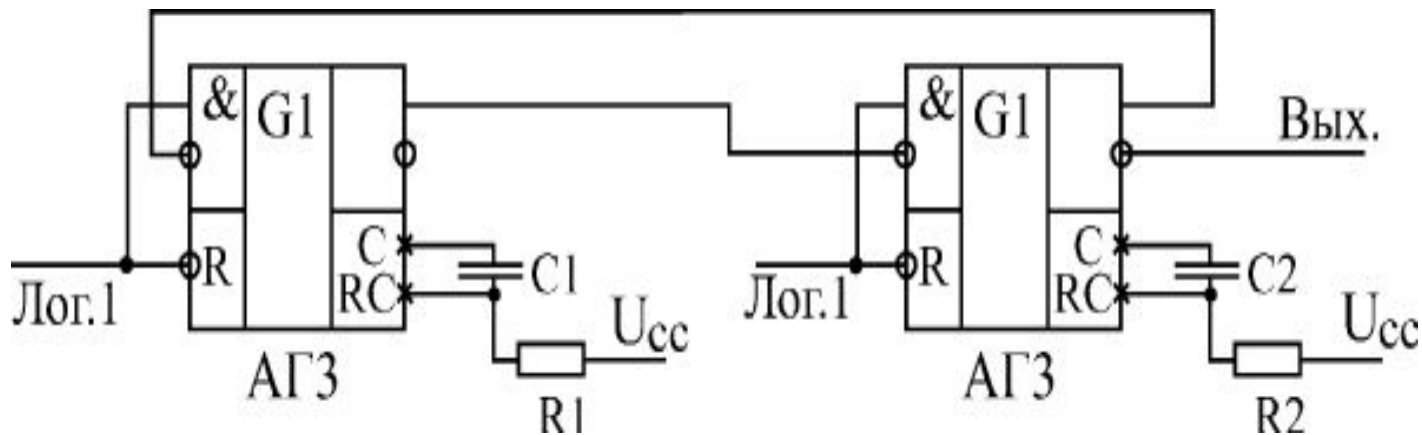 & G1 & G1 Вых.
R C C1 R C C2
Лог.1 RC Лог.1 RC
Ucc Ucc
АГ3 АГ3
R1 R2